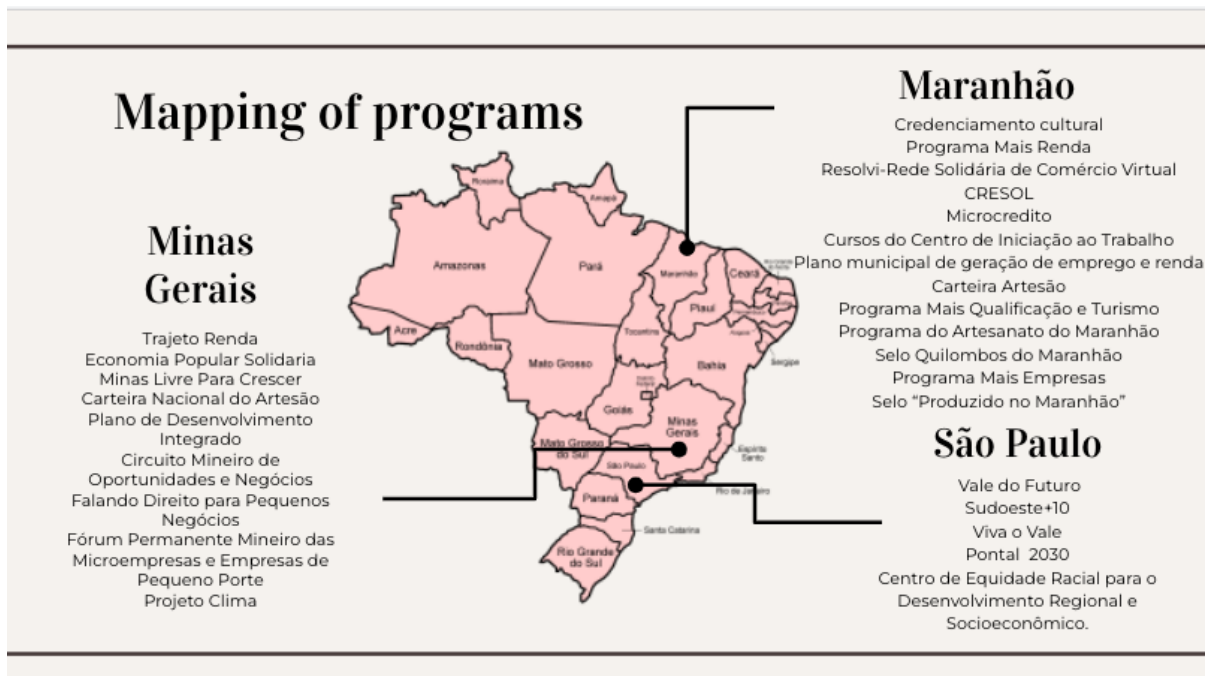 Mapping of programs
Minas
Gerais
Trajeto Renda
Economia Popular Solidaria
Minas Livre Para Crescer
Carteira Nacional do Artesão
Plano de Desenvolvimento
Integrado
Circuito Mineiro de
Oportunidades e Negócios
Falando Direito para Pequenos
Negócios
Fórum Permanente Mineiro das
Microempresas e Empresas de
Pequeno Porte
Projeto Clima
Roraima
Amapá
Amazonas
Pará
Maranhão
Ceará
Piauí
Acre
Rondônia
Tocantins
Mato Grosso
Bahia
Sergipe
Goiás
Minas
Gerais
Mato Grosso
do Sul
Espírito
Santo
São Paulo
Rio de Janeiro
Paraná
Santa Catarina
Rio Grande
do Sul
Maranhão
Credenciamento cultural
Programa Mais Renda
Resolvi-Rede Solidária de Comércio Virtual
CRESOL
Microcredito
Cursos do Centro de Iniciação ao Trabalho
Plano municipal de geração de emprego e renda
Carteira Artesão
Programa Mais Qualificação e Turismo
Programa do Artesanato do Maranhão
Selo Quilombos do Maranhão
Programa Mais Empresas
Selo “Produzido no Maranhão”
São Paulo
Vale do Futuro
Sudoeste+10
Viva o Vale
Pontal 2030
Centro de Equidade Racial para o
Desenvolvimento Regional e
Socioeconômico.